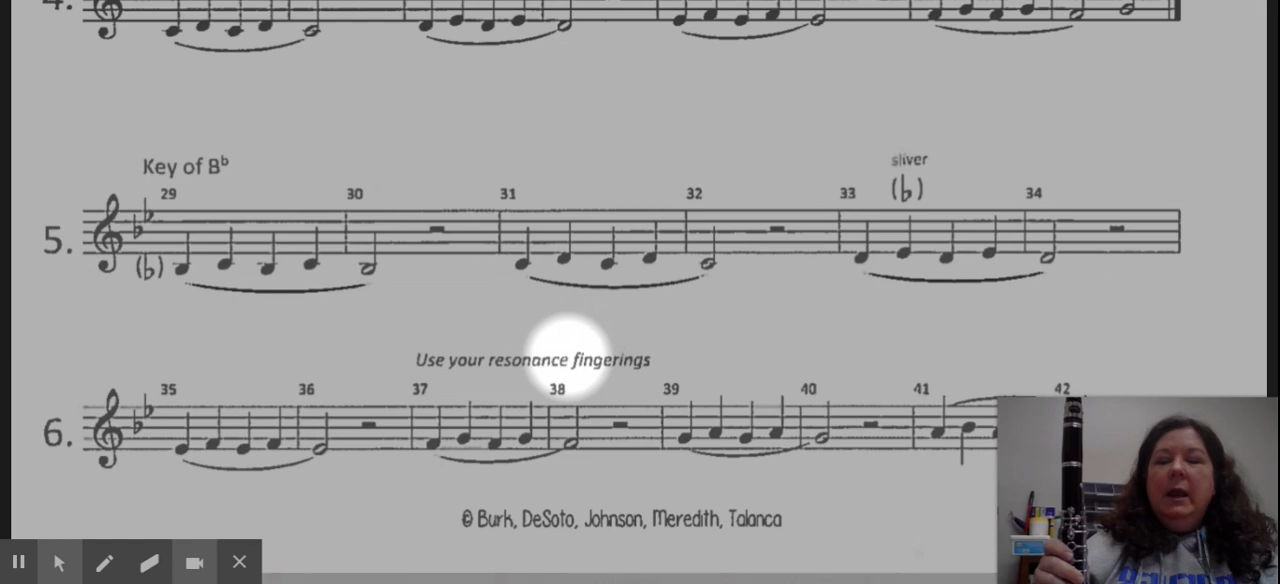 4.
Key of Bb
sliver
29 30 31 32 33 (b) 34
5.
(b)
Use your resonance fingerings
35 36 37 38 39 40 41 42
6.
© Burk, DeSoto, Johnson, Meredith, Talanca